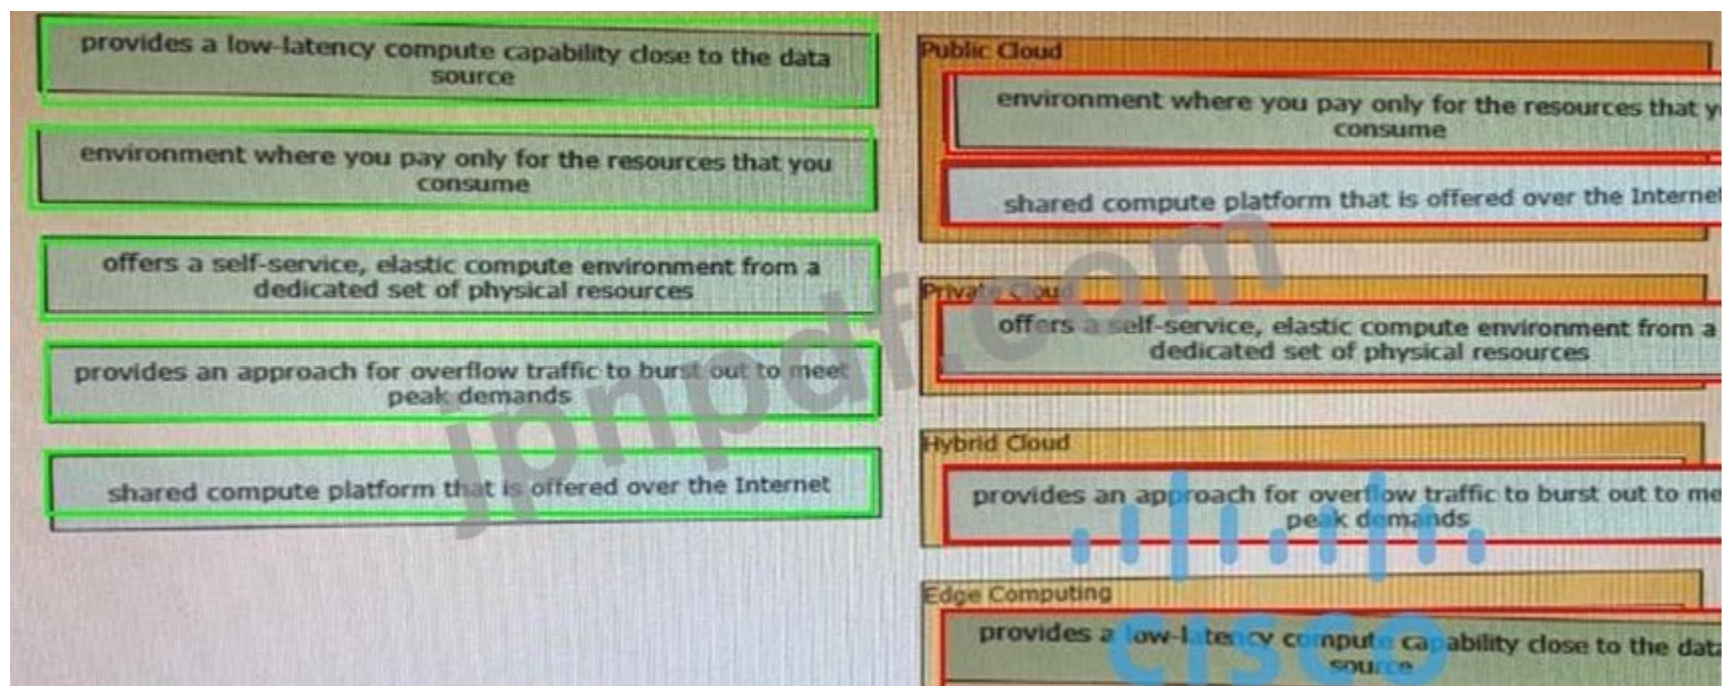 provides a low-latency compute capability close to the data
source
environment where you pay only for the resources that you
consume
offers a self-service, elastic compute environment from a
dedicated set of physical resources
provides an approach for overflow traffic to burst out to meet
peak demands
shared compute platform that is offered over the Internet
Public Cloud
environment where you pay only for the resources that y
consume
shared compute platform that is offered over the Internet
Private Cloud
offers a self-service, elastic compute environment from a
dedicated set of physical resources
Hybrid Cloud
provides an approach for overflow traffic to burst out to me
peak demands
Edge Computing
provides a low-latency compute capability close to the data
source
jpnpdf.com
CISCO